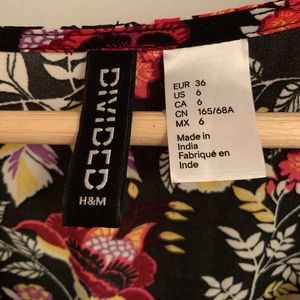 DIVIDED
H&M
EUR 36
US 6
CA 6
CN 165/68A
MX 6
Made in
India
Fabriqué en
Inde